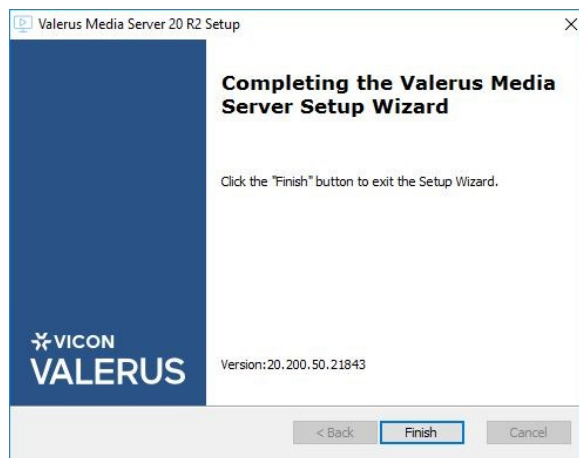 Valerus Media Server 20 R2 Setup
Completing the Valerus Media
Server Setup Wizard
Click the "Finish" button to exit the Setup Wizard.
VICON
VALERUS
Version:20.200.50.21843
< Back Finish Cancel